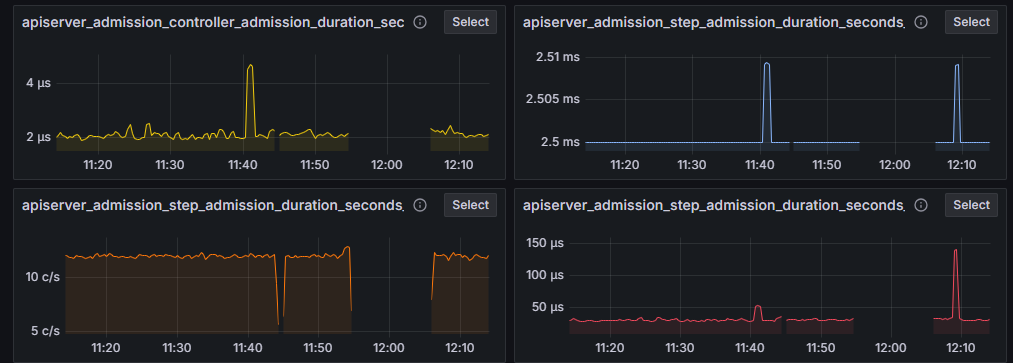 apiserver_admission_controller_admission_duration_sec Select
4 µs
2 µs
11:20 11:30 11:40 11:50 12:00 12:10
apiserver_admission_step_admission_duration_seconds_ Select
2.51 ms
2.505 ms
2.5 ms
11:20 11:30 11:40 11:50 12:00 12:10
apiserver_admission_step_admission_duration_seconds_ Select
10 c/s
5 c/s
11:20 11:30 11:40 11:50 12:00 12:10
apiserver_admission_step_admission_duration_seconds_ Select
150 µs
100 µs
50 µs
11:20 11:30 11:40 11:50 12:00 12:10